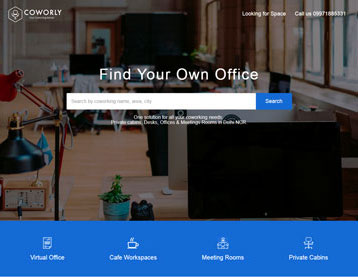 COWORLY
Looking for Space
Call us 09971885331
Find Your Own Office
Search by coworking name, area, city
Search
One solution for all your coworking needs.
Private cabins, Desks, Offices & Meetings Rooms in Delhi NCR.
Virtual Office
Cafe Workspaces
Meeting Rooms
Private Cabins